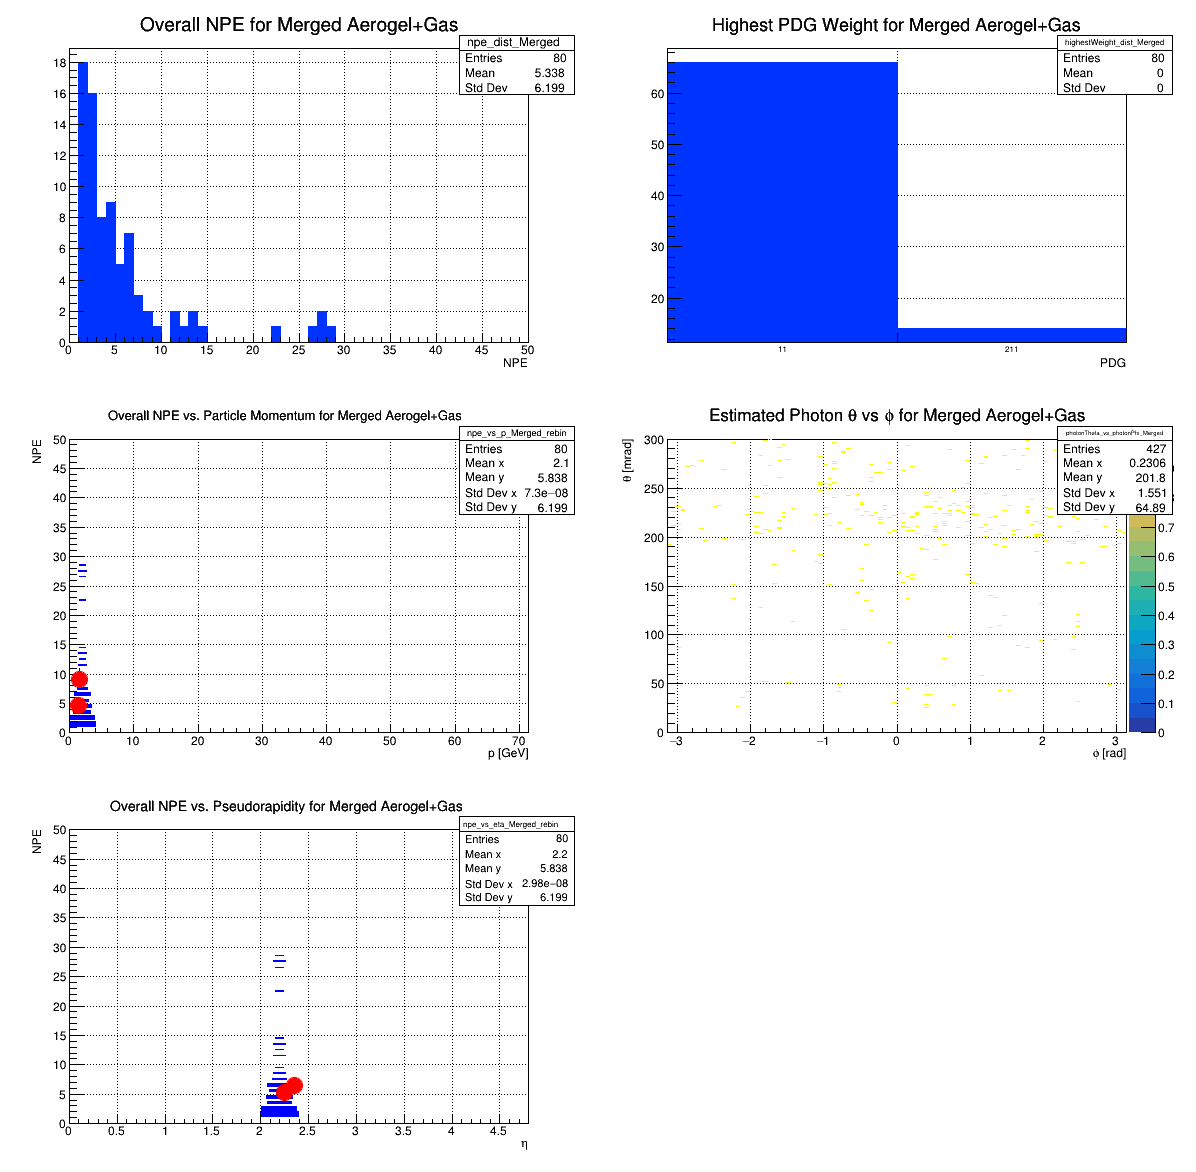 Overall NPE for Merged Aerogel+Gas
npe_dist_Merged
Entries 80
Mean 5.338
Std Dev 6.199
18
16
14
12
10
8
6
4
2
0
0 5 10 15 20 25 30 35 40 45 50
NPE
Highest PDG Weight for Merged Aerogel+Gas
highestWeight_dist_Merged
Entries 80
Mean 0
Std Dev 0
60
50
40
30
20
11 211
PDG
Overall NPE vs. Particle Momentum for Merged Aerogel+Gas
npe_vs_p_Merged_rebin
Entries 80
Mean x 2.1
Mean y 5.838
Std Dev x 7.3e−08
Std Dev y 6.199
NPE
50
45
40
35
30
25
20
15
10
5
0
0 10 20 30 40 50 60 70
p [GeV]
Estimated Photon θ vs ϕ for Merged Aerogel+Gas
photonTheta_vs_photonPhi_Merged
Entries 427
Mean x 0.2306
Mean y 201.8
Std Dev x 1.551
Std Dev y 64.89
θ [mrad]
300
250
200
150
100
50
0
−3 −2 −1 0 1 2 3
ϕ [rad]
0.7
0.6
0.5
0.4
0.3
0.2
0.1
0
Overall NPE vs. Pseudorapidity for Merged Aerogel+Gas
npe_vs_eta_Merged_rebin
Entries 80
Mean x 2.2
Mean y 5.838
Std Dev x 2.98e−08
Std Dev y 6.199
NPE
50
45
40
35
30
25
20
15
10
5
0
0 0.5 1 1.5 2 2.5 3 3.5 4 4.5
η